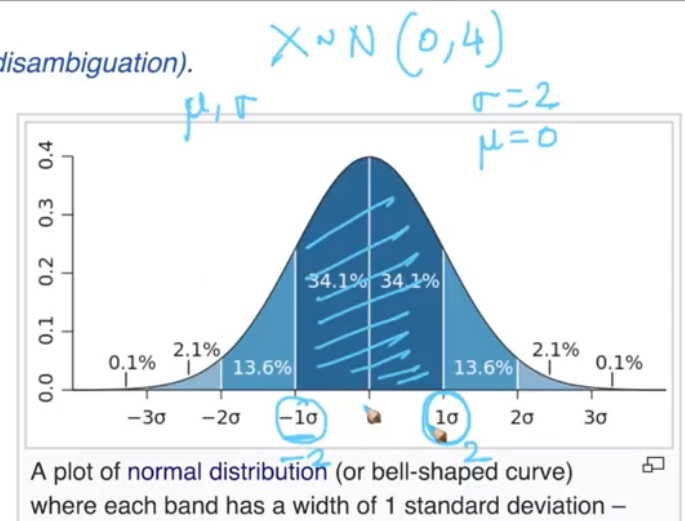 X ~ N (0,4)
disambiguation).
μ, σ
σ=2
μ=0
0.4
0.3
0.2
0.1
0.0
34.1% 34.1%
0.1% 2.1% 13.6% 13.6% 2.1% 0.1%
−3σ −2σ −1σ 1σ 2σ 3σ
−2 2
A plot of normal distribution (or bell-shaped curve)
where each band has a width of 1 standard deviation –